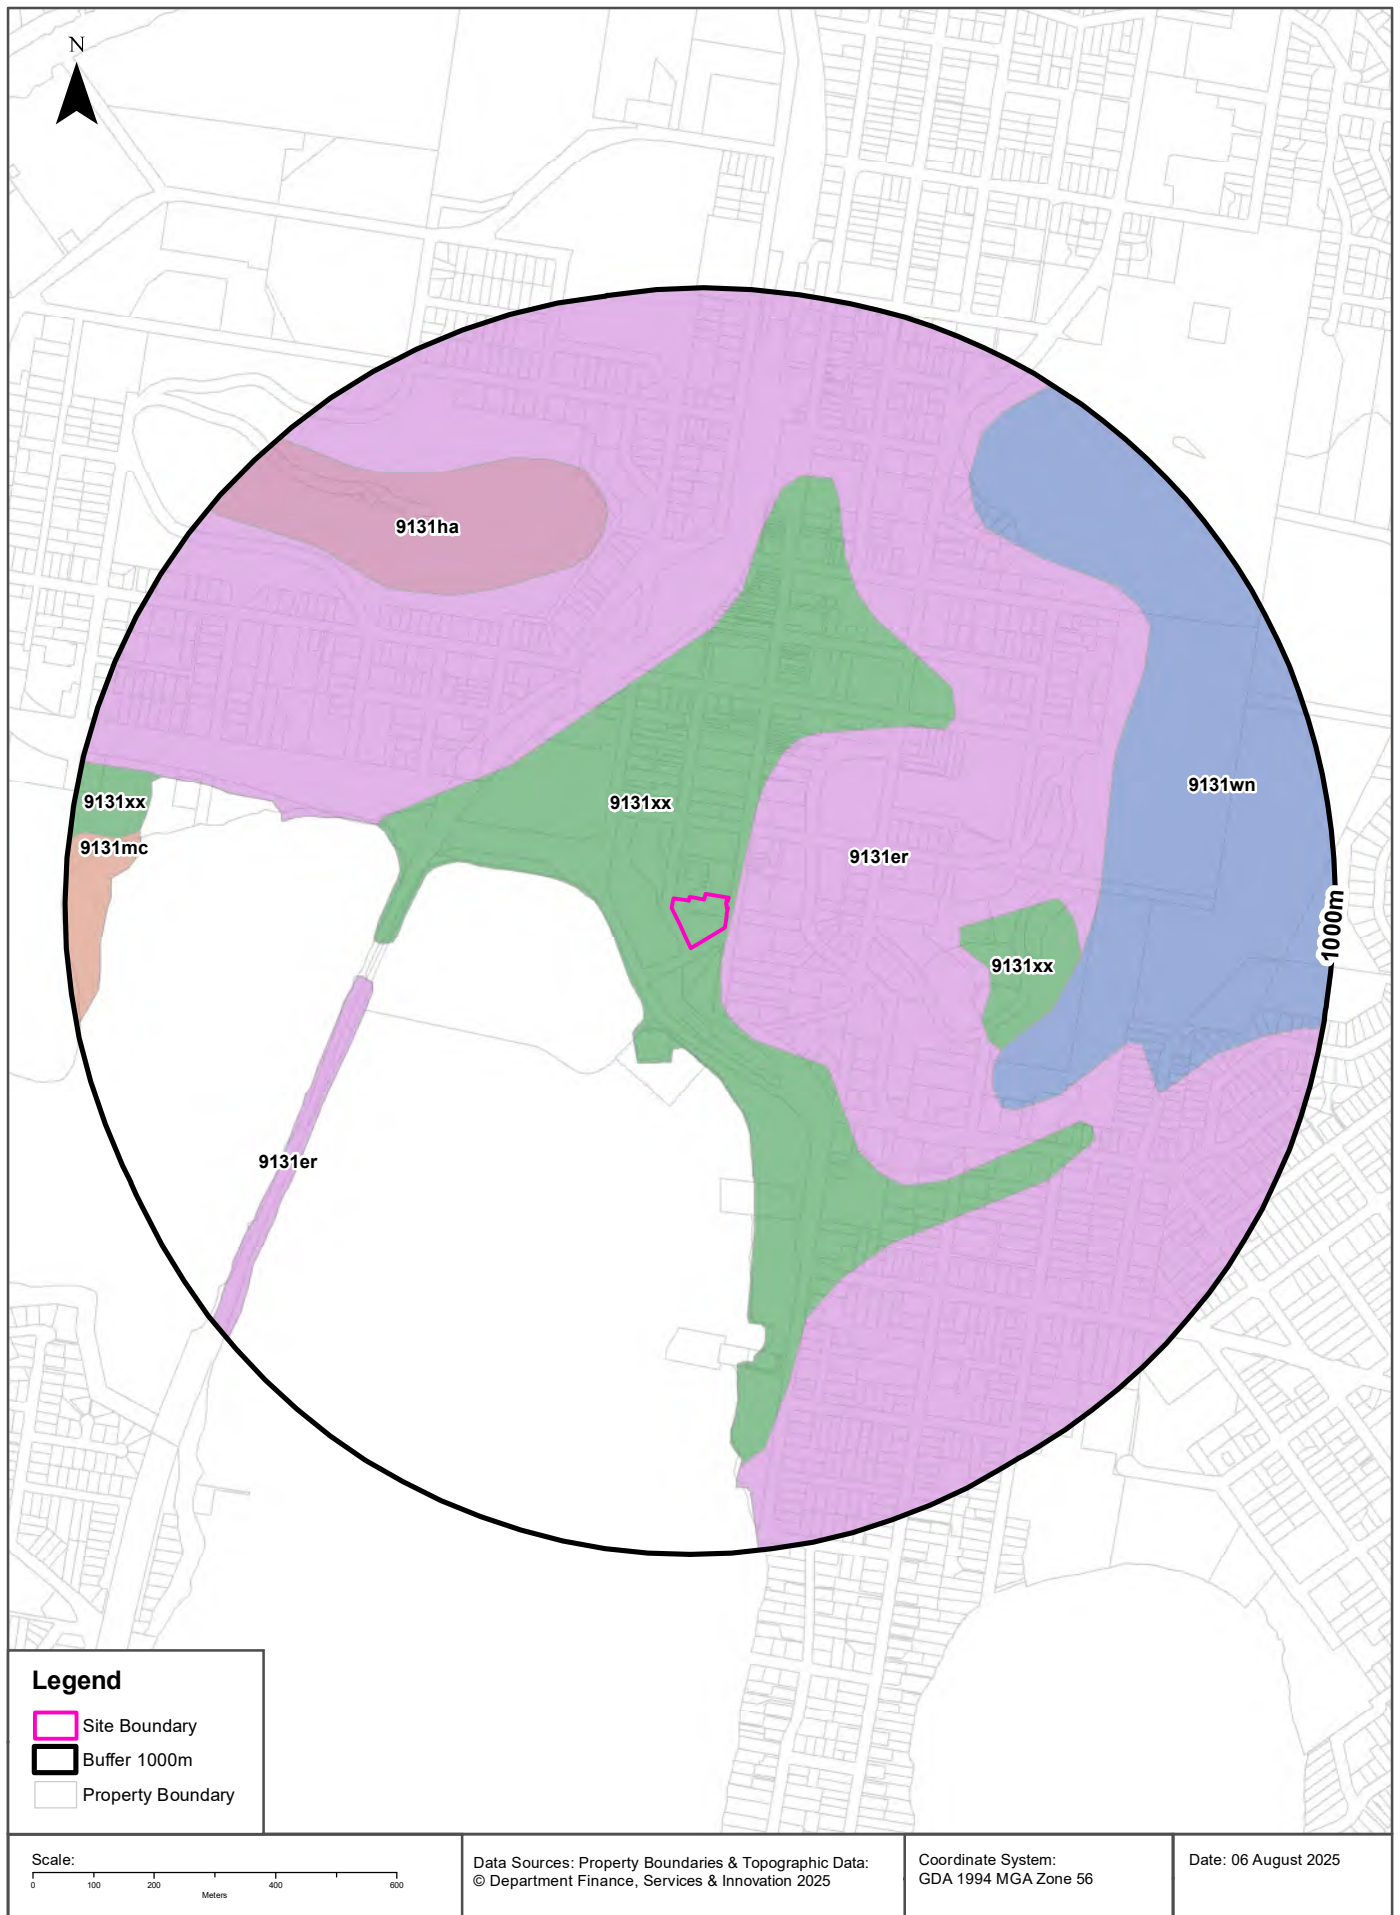 N
9131ha
9131xx
9131mc
9131xx
9131er
9131wn
1000m
9131xx
9131er
Legend
Site Boundary
Buffer 1000m
Property Boundary
Scale:
0 100 200 400 600
Meters
Data Sources: Property Boundaries & Topographic Data:
© Department Finance, Services & Innovation 2025
Coordinate System:
GDA 1994 MGA Zone 56
Date: 06 August 2025